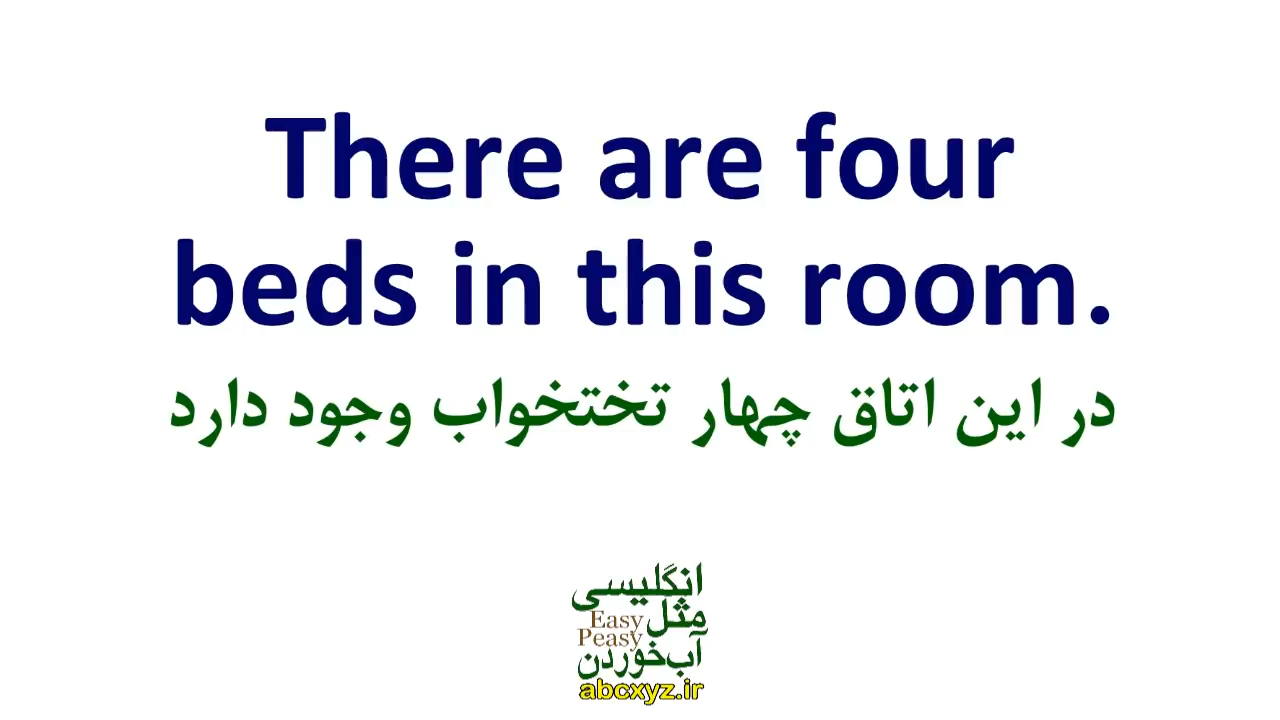 There are four
beds in this room.
در این اتاق چهار تختخواب وجود دارد
انگلیسی
مثل
Easy
Peasy
آب‌خوردن
abcxyz.ir